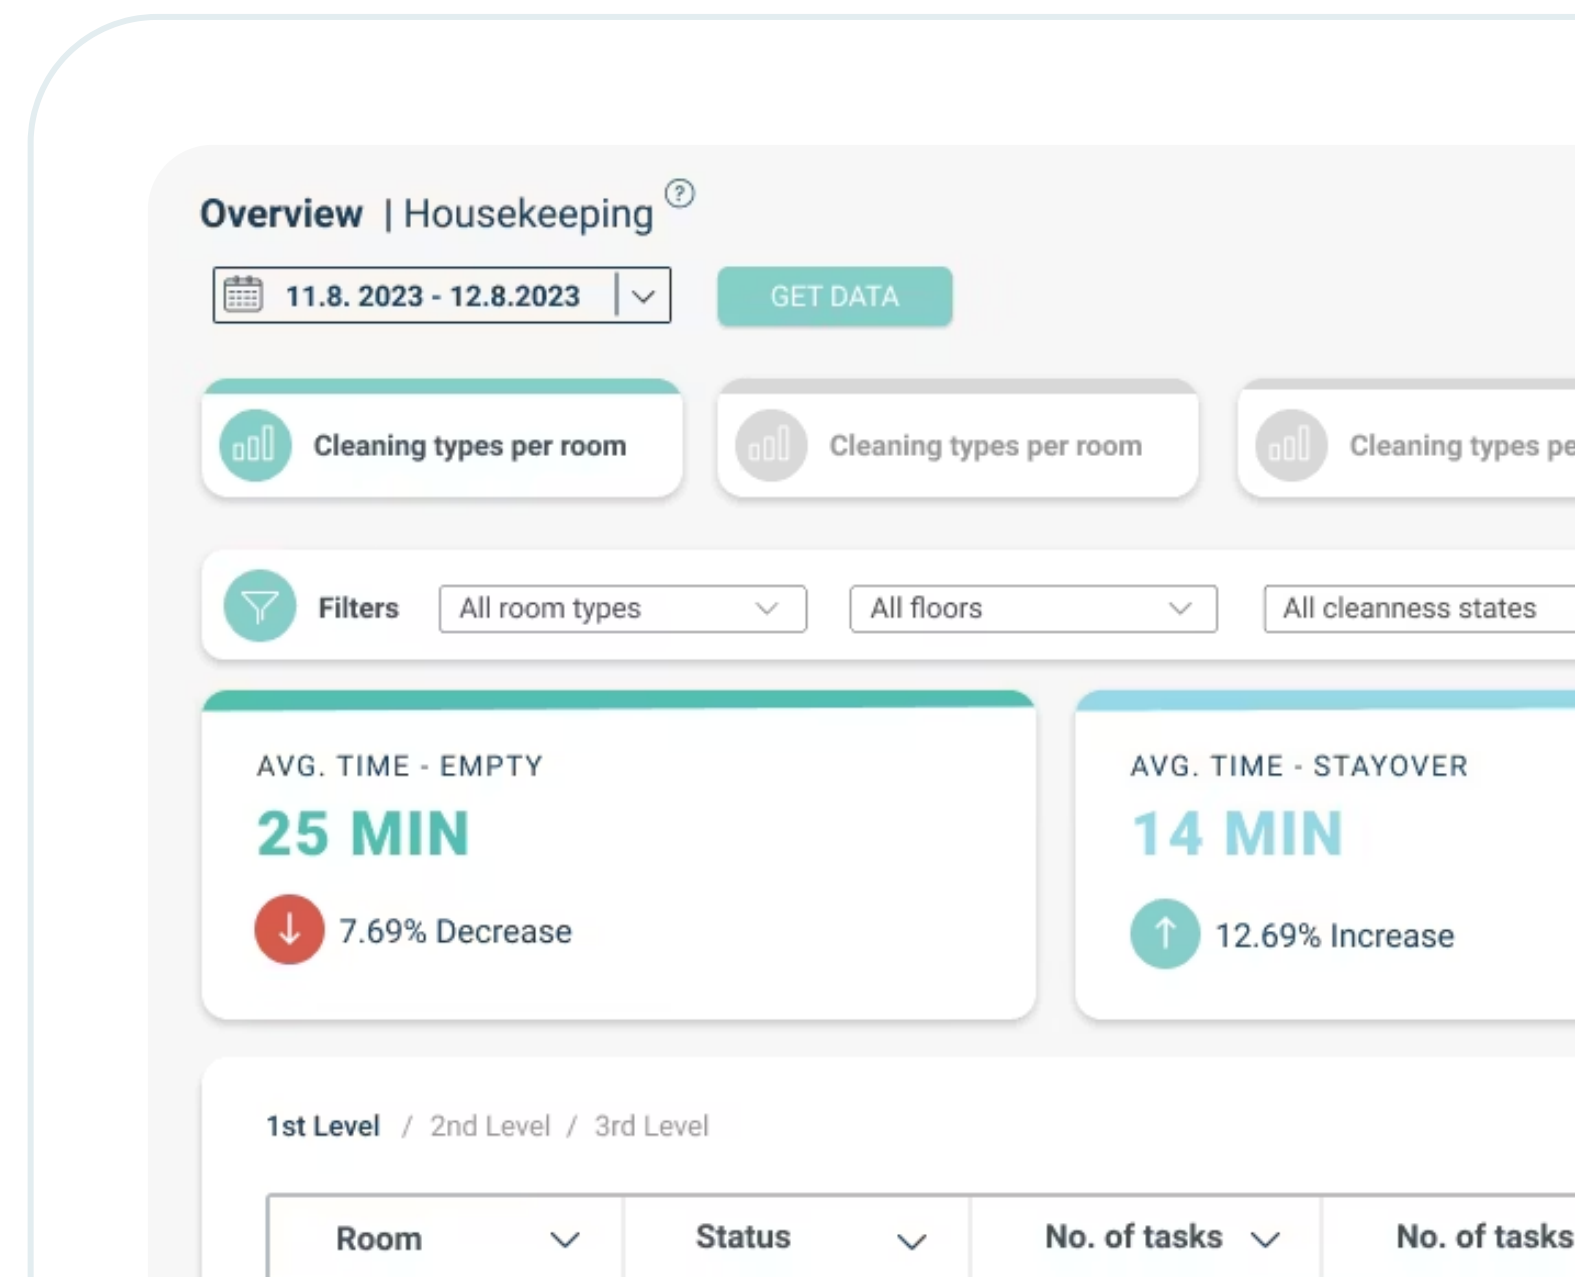 Overview | Housekeeping ?
11.8. 2023 - 12.8.2023
GET DATA
Cleaning types per room
Cleaning types per room
Cleaning types pe
Filters
All room types
All floors
All cleanness states
AVG. TIME - EMPTY
25 MIN
7.69% Decrease
AVG. TIME - STAYOVER
14 MIN
12.69% Increase
1st Level / 2nd Level / 3rd Level
Room
Status
No. of tasks
No. of tasks